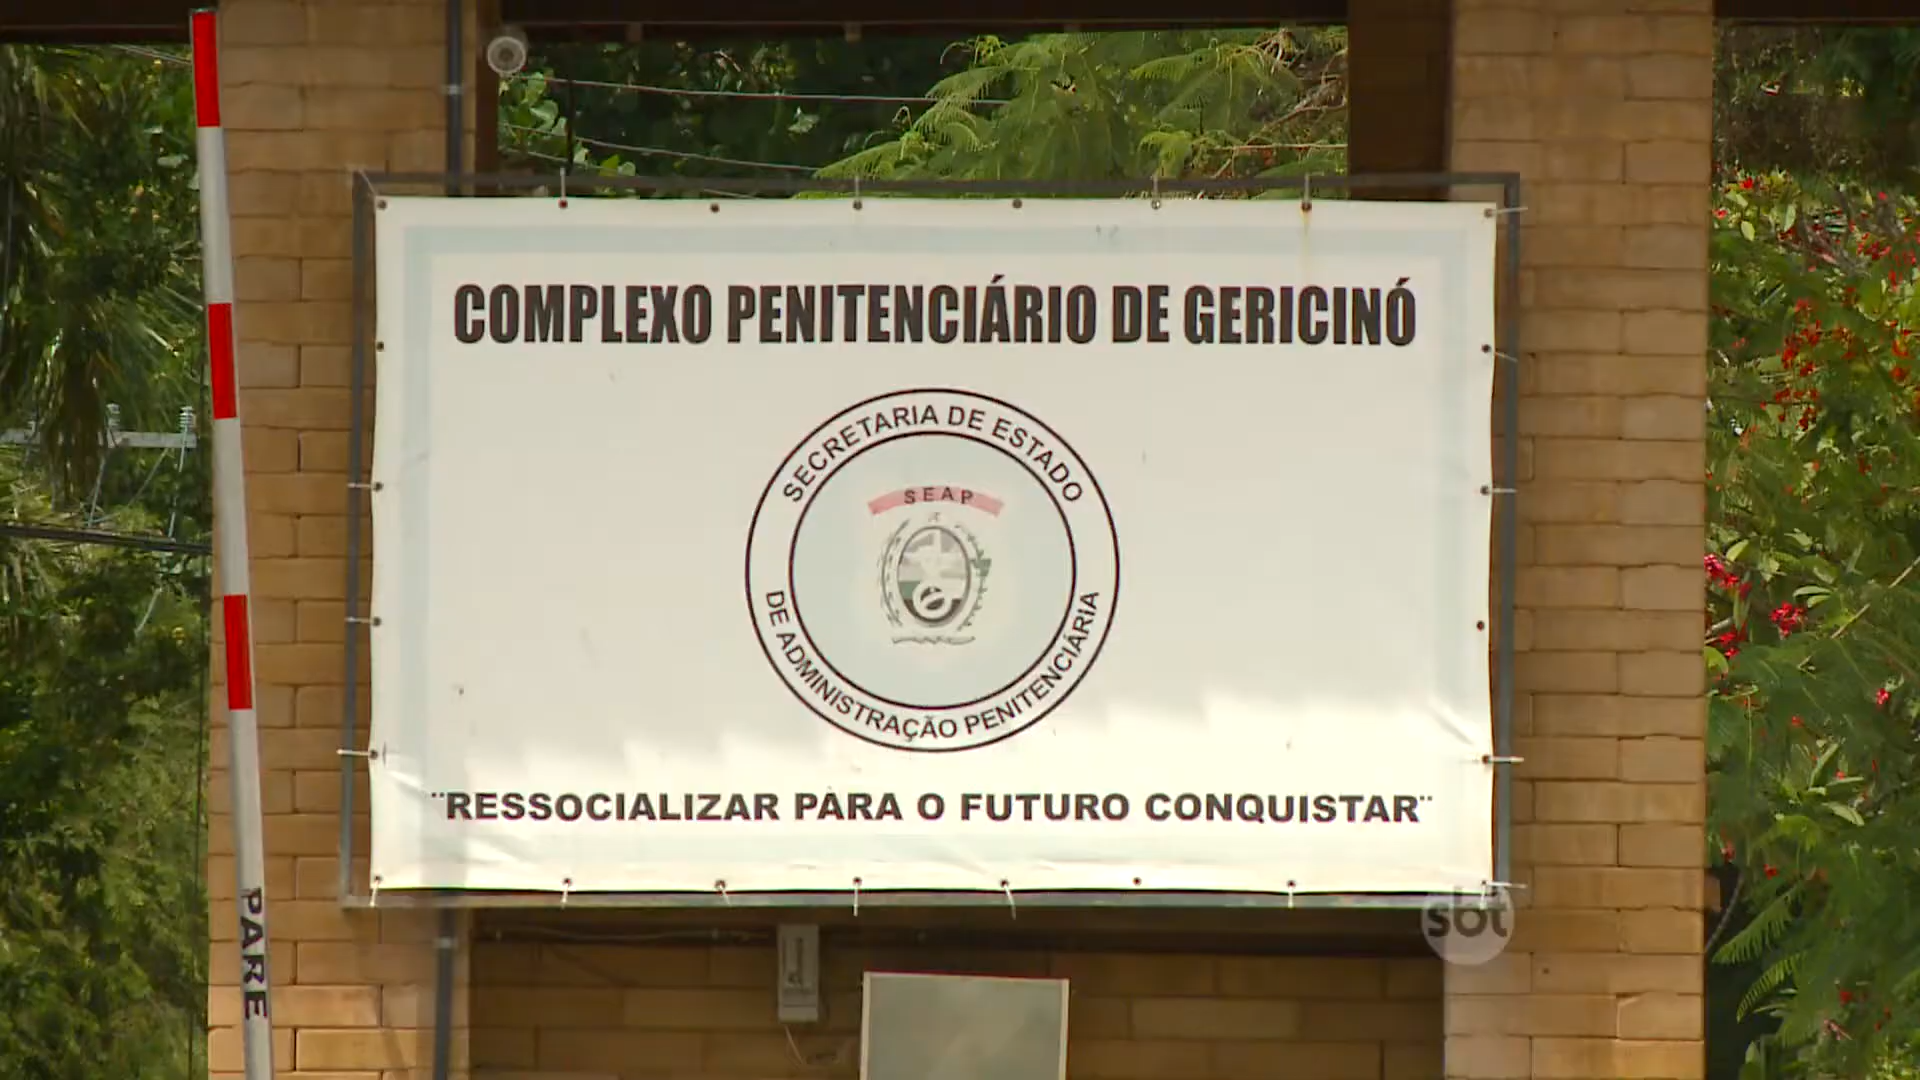 COMPLEXO PENITENCIÁRIO DE GERICINÓ
SECRETARIA DE ESTADO
SEAP
DE ADMINISTRAÇÃO PENITENCIÁRIA
¨RESSOCIALIZAR PARA O FUTURO CONQUISTAR¨
PARE
sbt